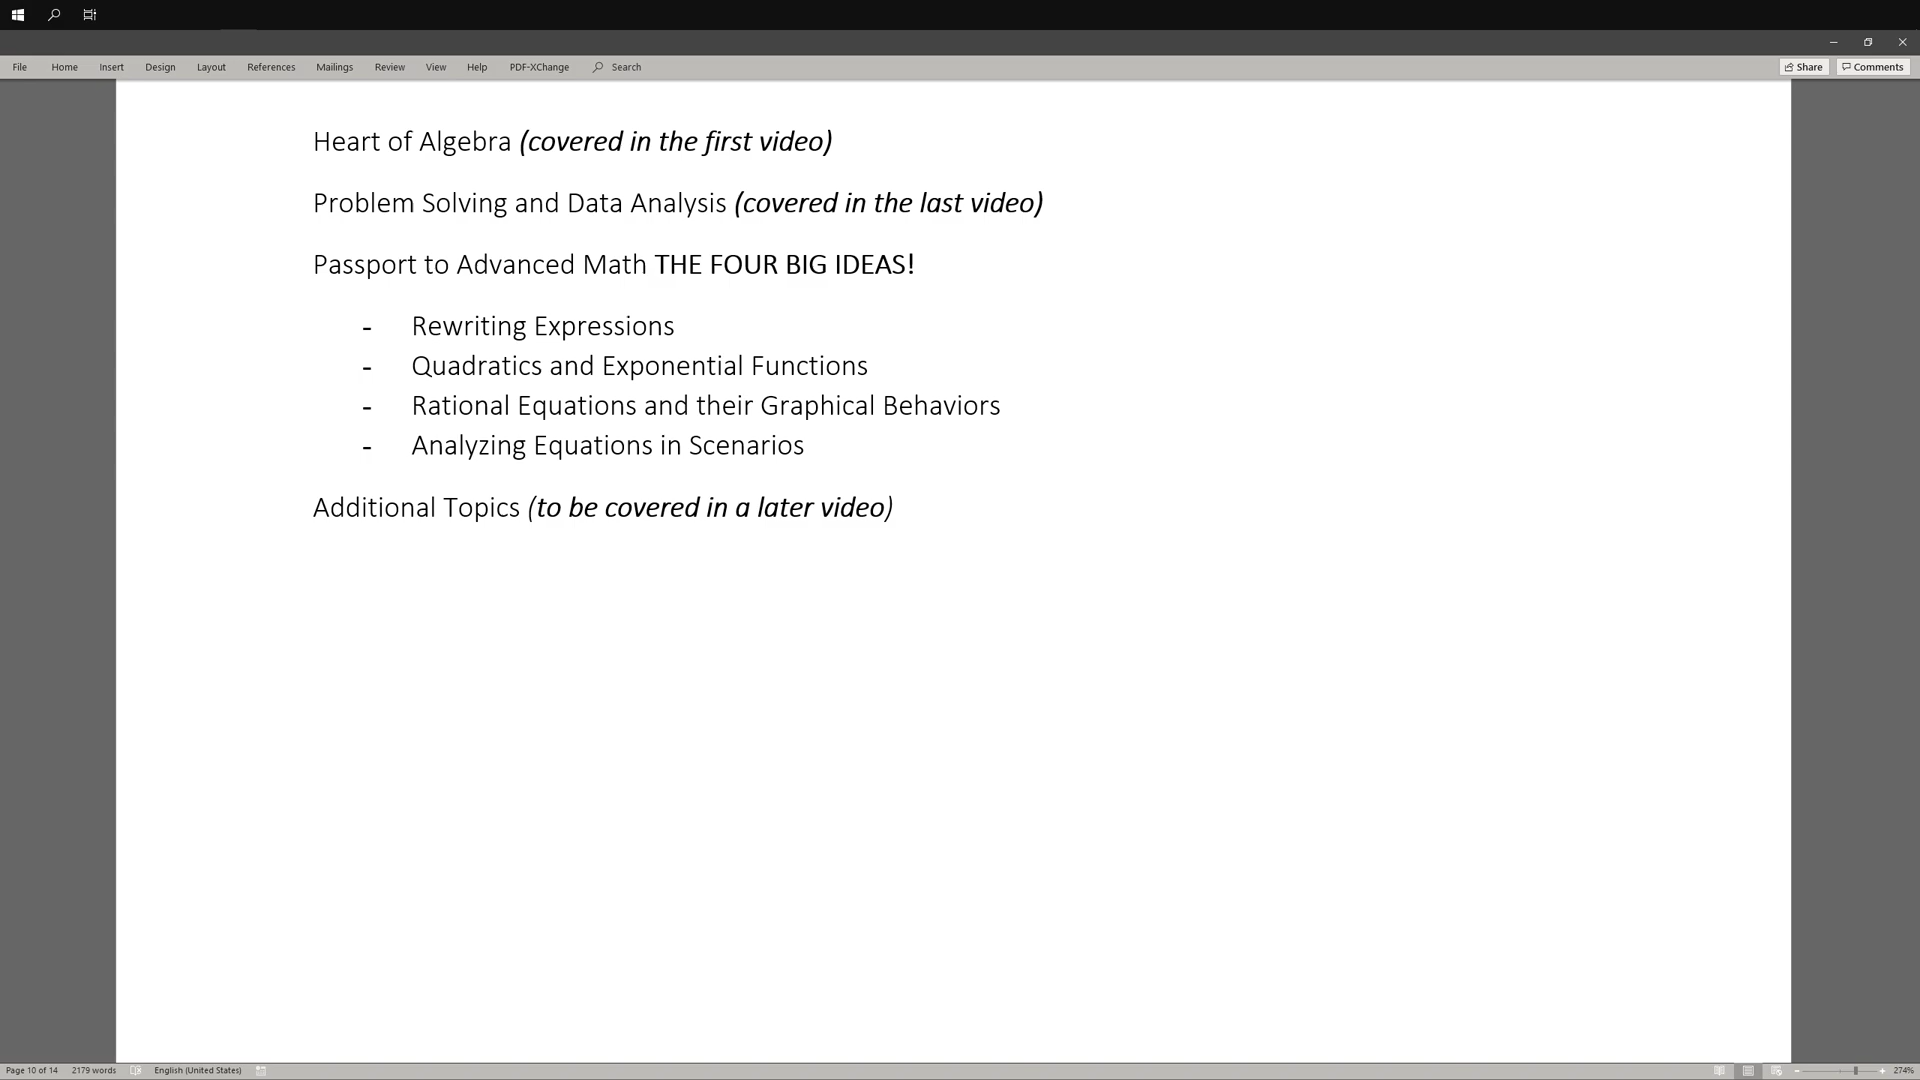 File Home Insert Design Layout References Mailings Review View Help PDF-XChange Search Share Comments
Heart of Algebra (covered in the first video)
Problem Solving and Data Analysis (covered in the last video)
Passport to Advanced Math THE FOUR BIG IDEAS!
- Rewriting Expressions
- Quadratics and Exponential Functions
- Rational Equations and their Graphical Behaviors
- Analyzing Equations in Scenarios
Additional Topics (to be covered in a later video)
Page 10 of 14 2179 words English (United States) 274%